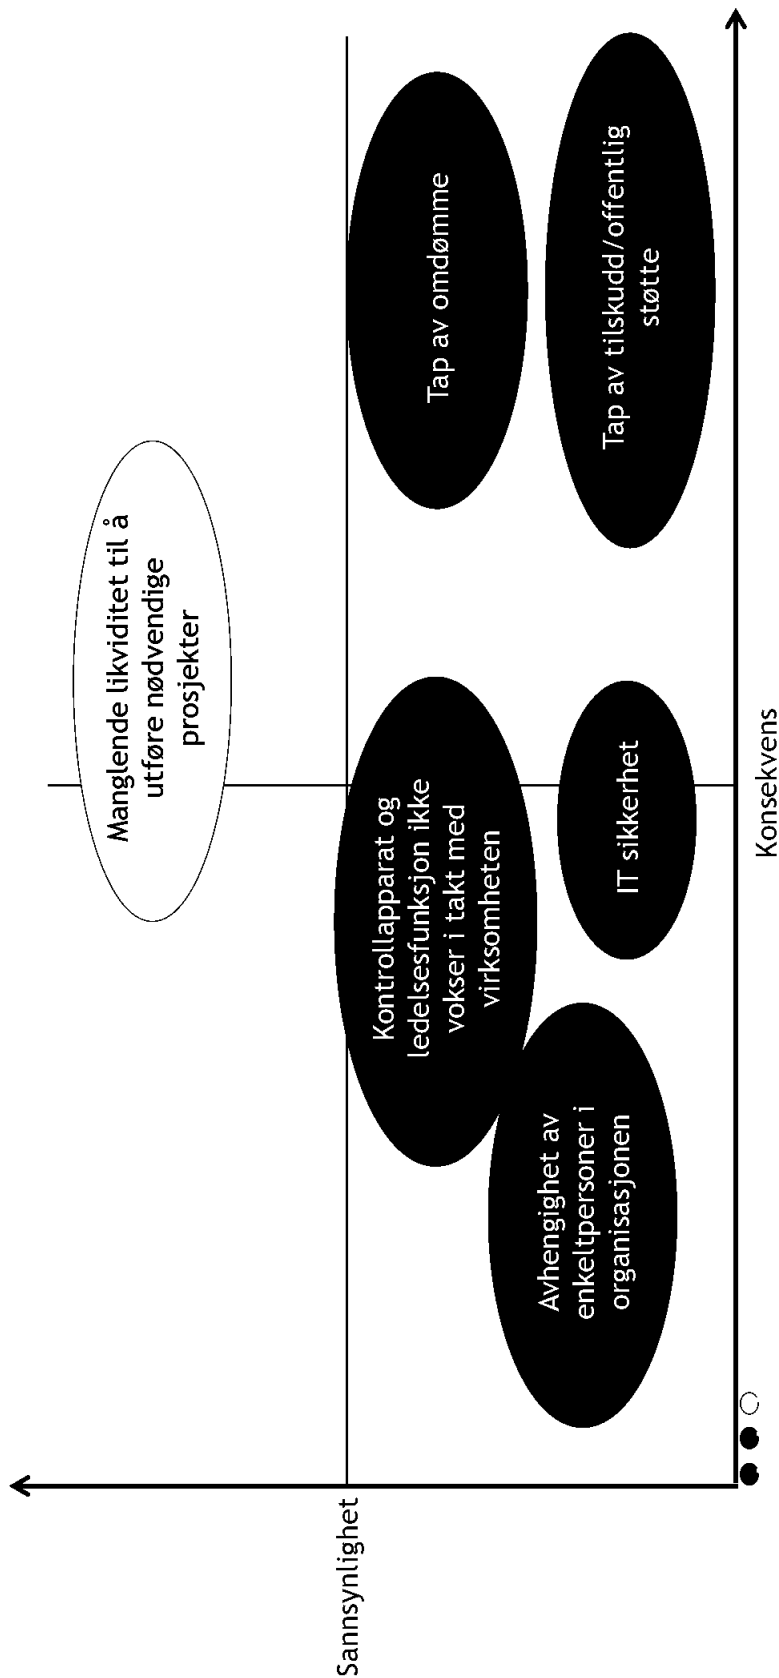 Sannsynlighet
Manglende likviditet til å
utføre nødvendige
prosjekter
Kontrollapparat og
ledelsesfunksjon ikke
vokser i takt med
virksomheten
Tap av omdømme
Avhengighet av
enkeltpersoner i
organisasjonen
IT sikkerhet
Tap av tilskudd/offentlig
støtte
Konsekvens